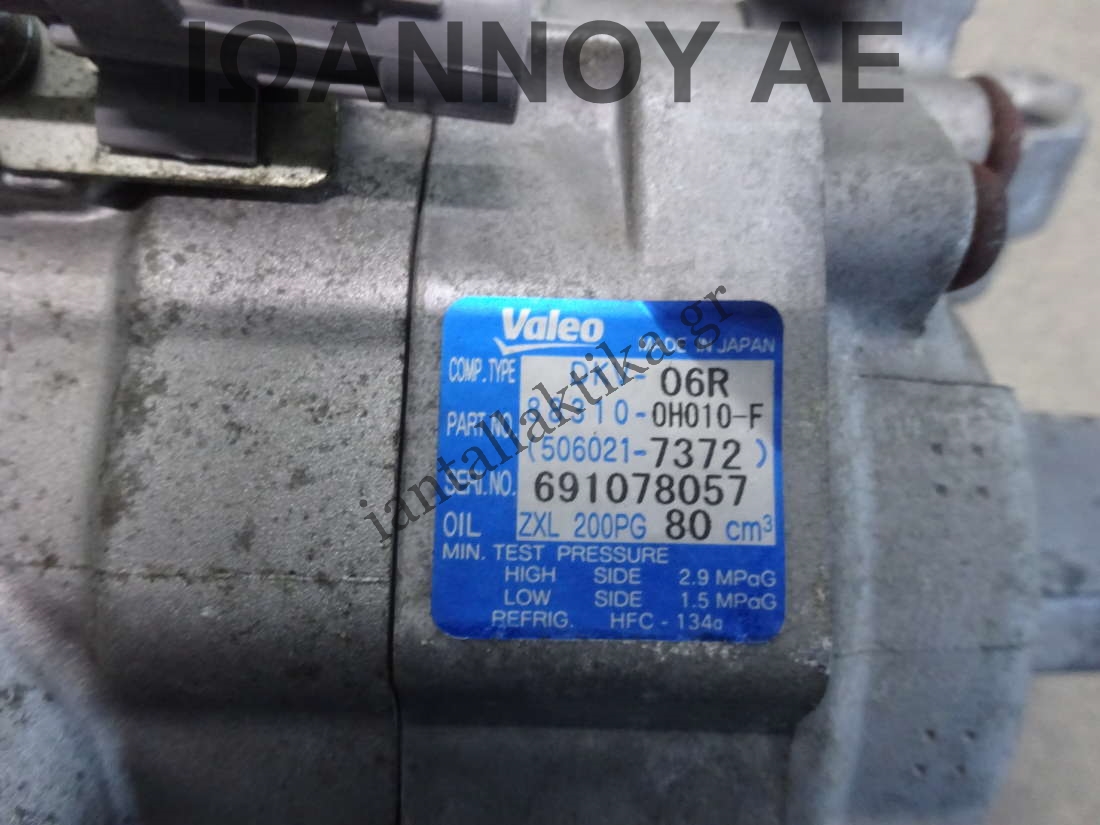 ΙΩΑΝΝΟΥ ΑΕ
iantallaktika.gr
Valeo MADE IN JAPAN
COMP. TYPE 06R
PART NO. 88310-0H010-F
(506021-7372)
SERI.NO. 691078057
OIL ZXL 200PG 80 cm³
MIN. TEST PRESSURE
HIGH SIDE 2.9 MPaG
LOW SIDE 1.5 MPaG
REFRIG. HFC-134a